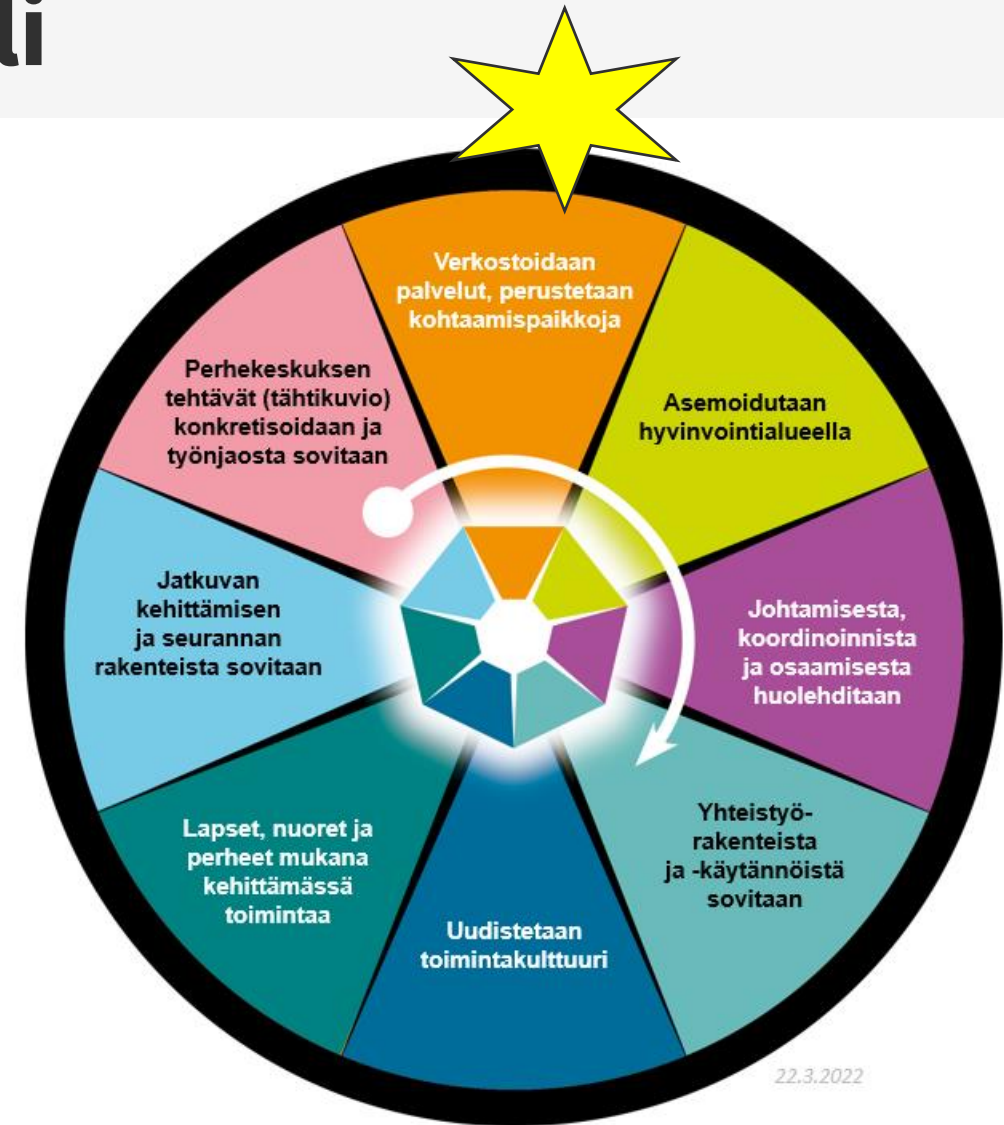 Verkostoidaan
palvelut, perustetaan
kohtaamispaikkoja
Asemoidutaan
hyvinvointialueella
Johtamisesta,
koordinoinnista
ja osaamisesta
huolehditaan
Yhteistyö-
rakenteista
ja -käytännöistä
sovitaan
Uudistetaan
toimintakulttuuri
Lapset, nuoret ja
perheet mukana
kehittämässä
toimintaa
Jatkuvan
kehittämisen
ja seurannan
rakenteista sovitaan
Perhekeskuksen
tehtävät (tähtikuvio)
konkretisoidaan ja
työnjaosta sovitaan
22.3.2022